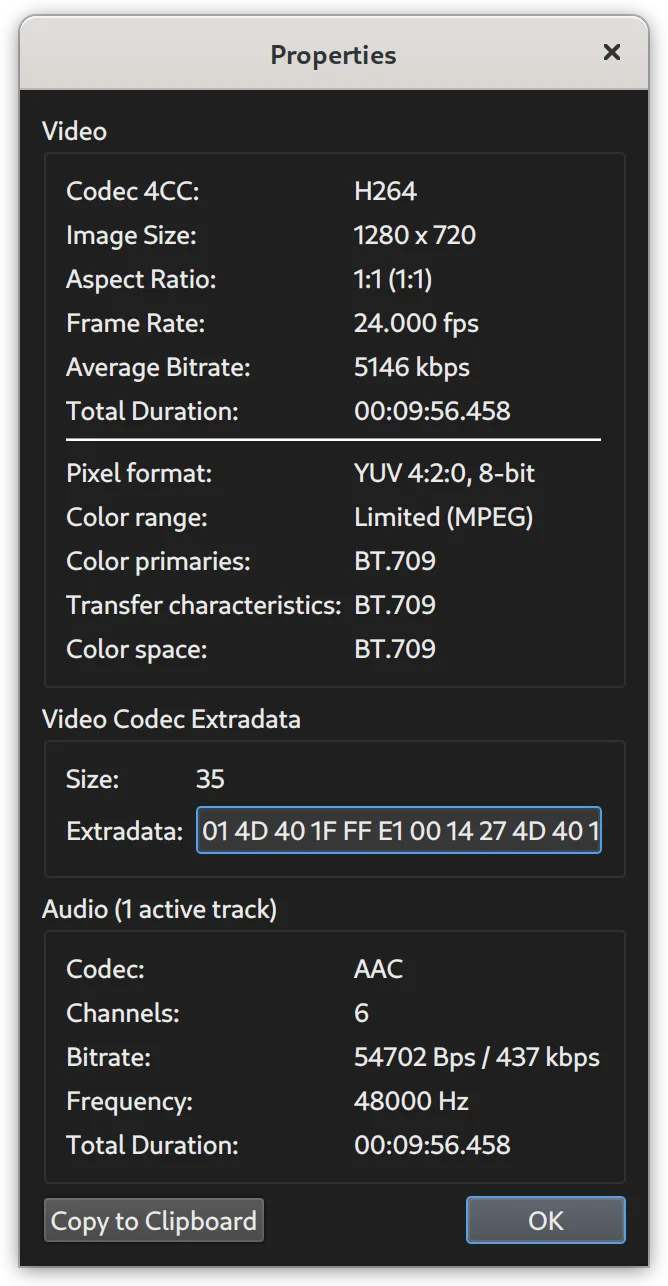 Properties
Video
Codec 4CC: H264
Image Size: 1280 x 720
Aspect Ratio: 1:1 (1:1)
Frame Rate: 24.000 fps
Average Bitrate: 5146 kbps
Total Duration: 00:09:56.458
Pixel format: YUV 4:2:0, 8-bit
Color range: Limited (MPEG)
Color primaries: BT.709
Transfer characteristics: BT.709
Color space: BT.709
Video Codec Extradata
Size: 35
Extradata: 01 4D 40 1F FF E1 00 14 27 4D 40 1
Audio (1 active track)
Codec: AAC
Channels: 6
Bitrate: 54702 Bps / 437 kbps
Frequency: 48000 Hz
Total Duration: 00:09:56.458
Copy to Clipboard OK